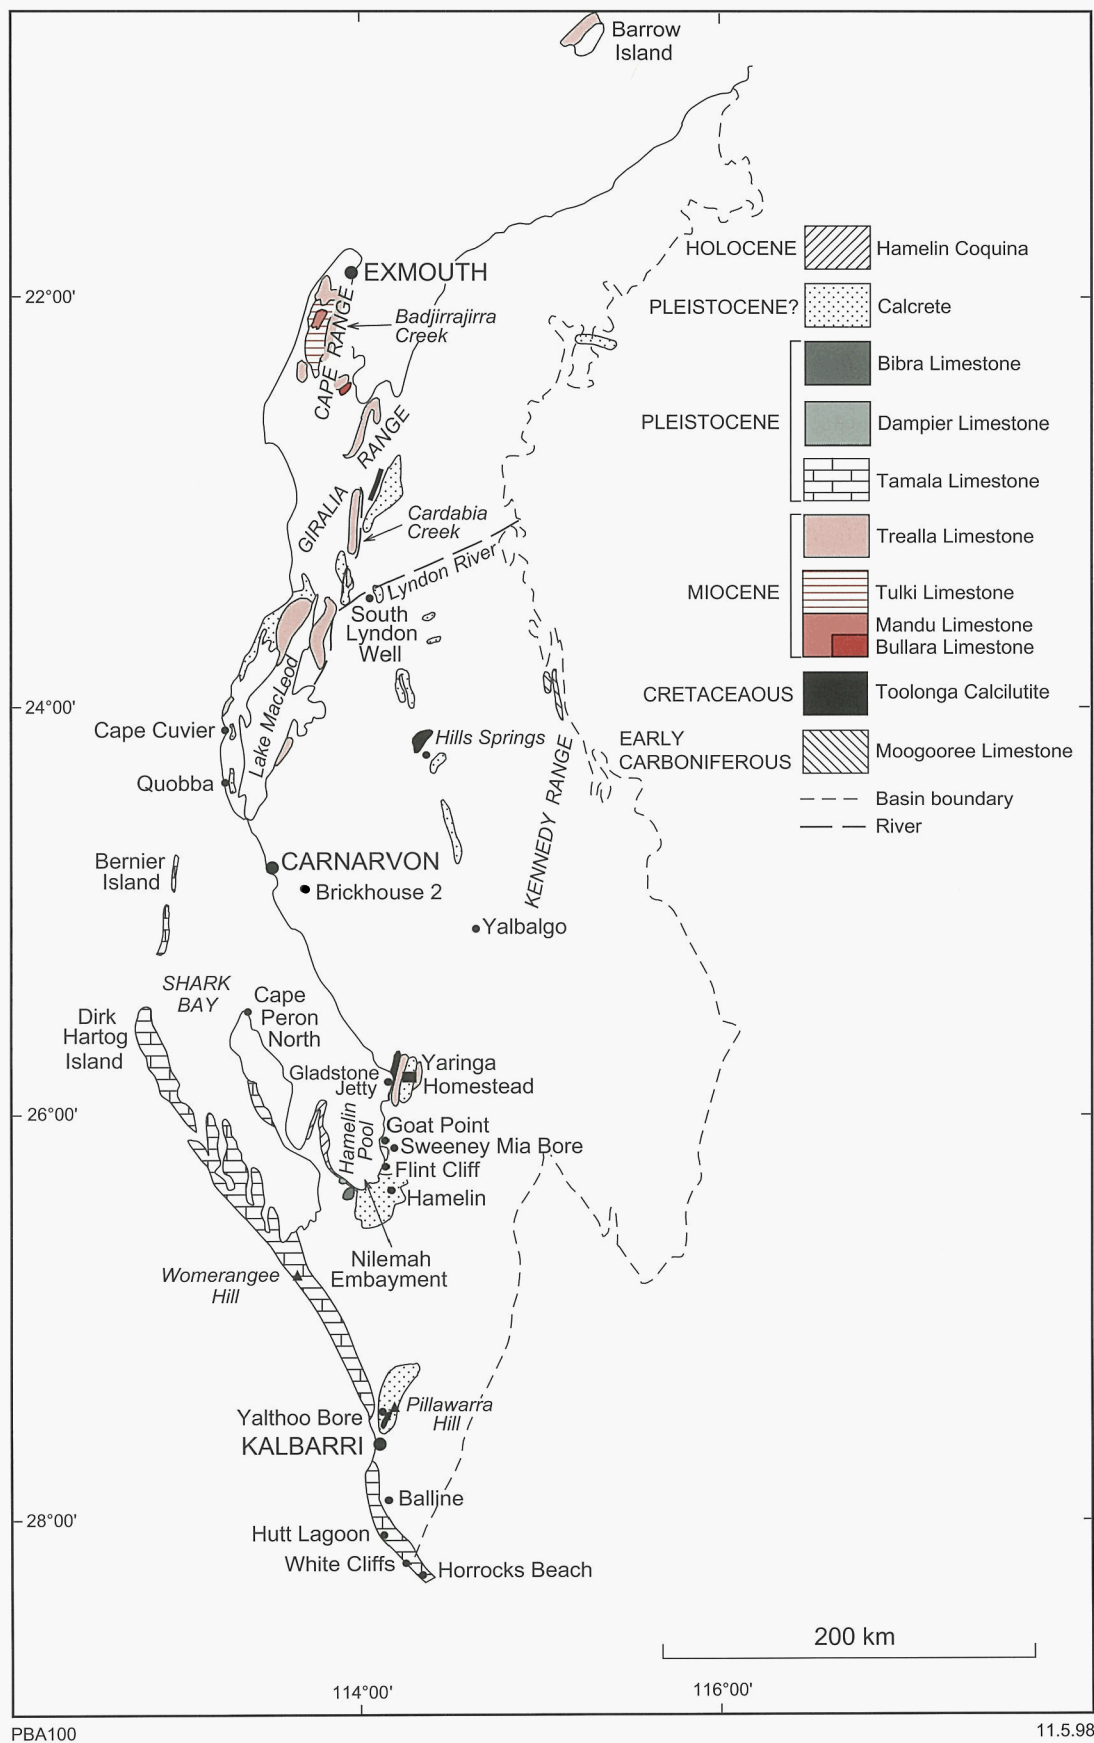 Barrow
Island
HOLOCENE
Hamelin Coquina
EXMOUTH
22°00'
PLEISTOCENE?
Calcrete
CAPE RANGE
Badjirrajirra
Creek
Bibra Limestone
PLEISTOCENE
Dampier Limestone
GIRALIA RANGE
Tamala Limestone
Cardabia
Creek
Trealla Limestone
Lyndon River
MIOCENE
Tulki Limestone
South
Lyndon
Well
Mandu Limestone
Bullara Limestone
24°00'
CRETACEAOUS
Toolonga Calcilutite
Cape Cuvier
Lake MacLeod
Hills Springs
EARLY
CARBONIFEROUS
Moogooree Limestone
Quobba
KENNEDY RANGE
Basin boundary
River
Bernier
Island
CARNARVON
Brickhouse 2
Yalbalgo
SHARK
BAY
Dirk
Hartog
Island
Cape
Peron
North
Gladstone
Jetty
Yaringa
Homestead
26°00'
Hamelin
Pool
Goat Point
Sweeney Mia Bore
Flint Cliff
Hamelin
Nilemah
Embayment
Womerangee
Hill
Yalthoo Bore
Pillawarra
Hill
KALBARRI
Balline
28°00'
Hutt Lagoon
White Cliffs
Horrocks Beach
200 km
114°00'
116°00'
PBA100
11.5.98